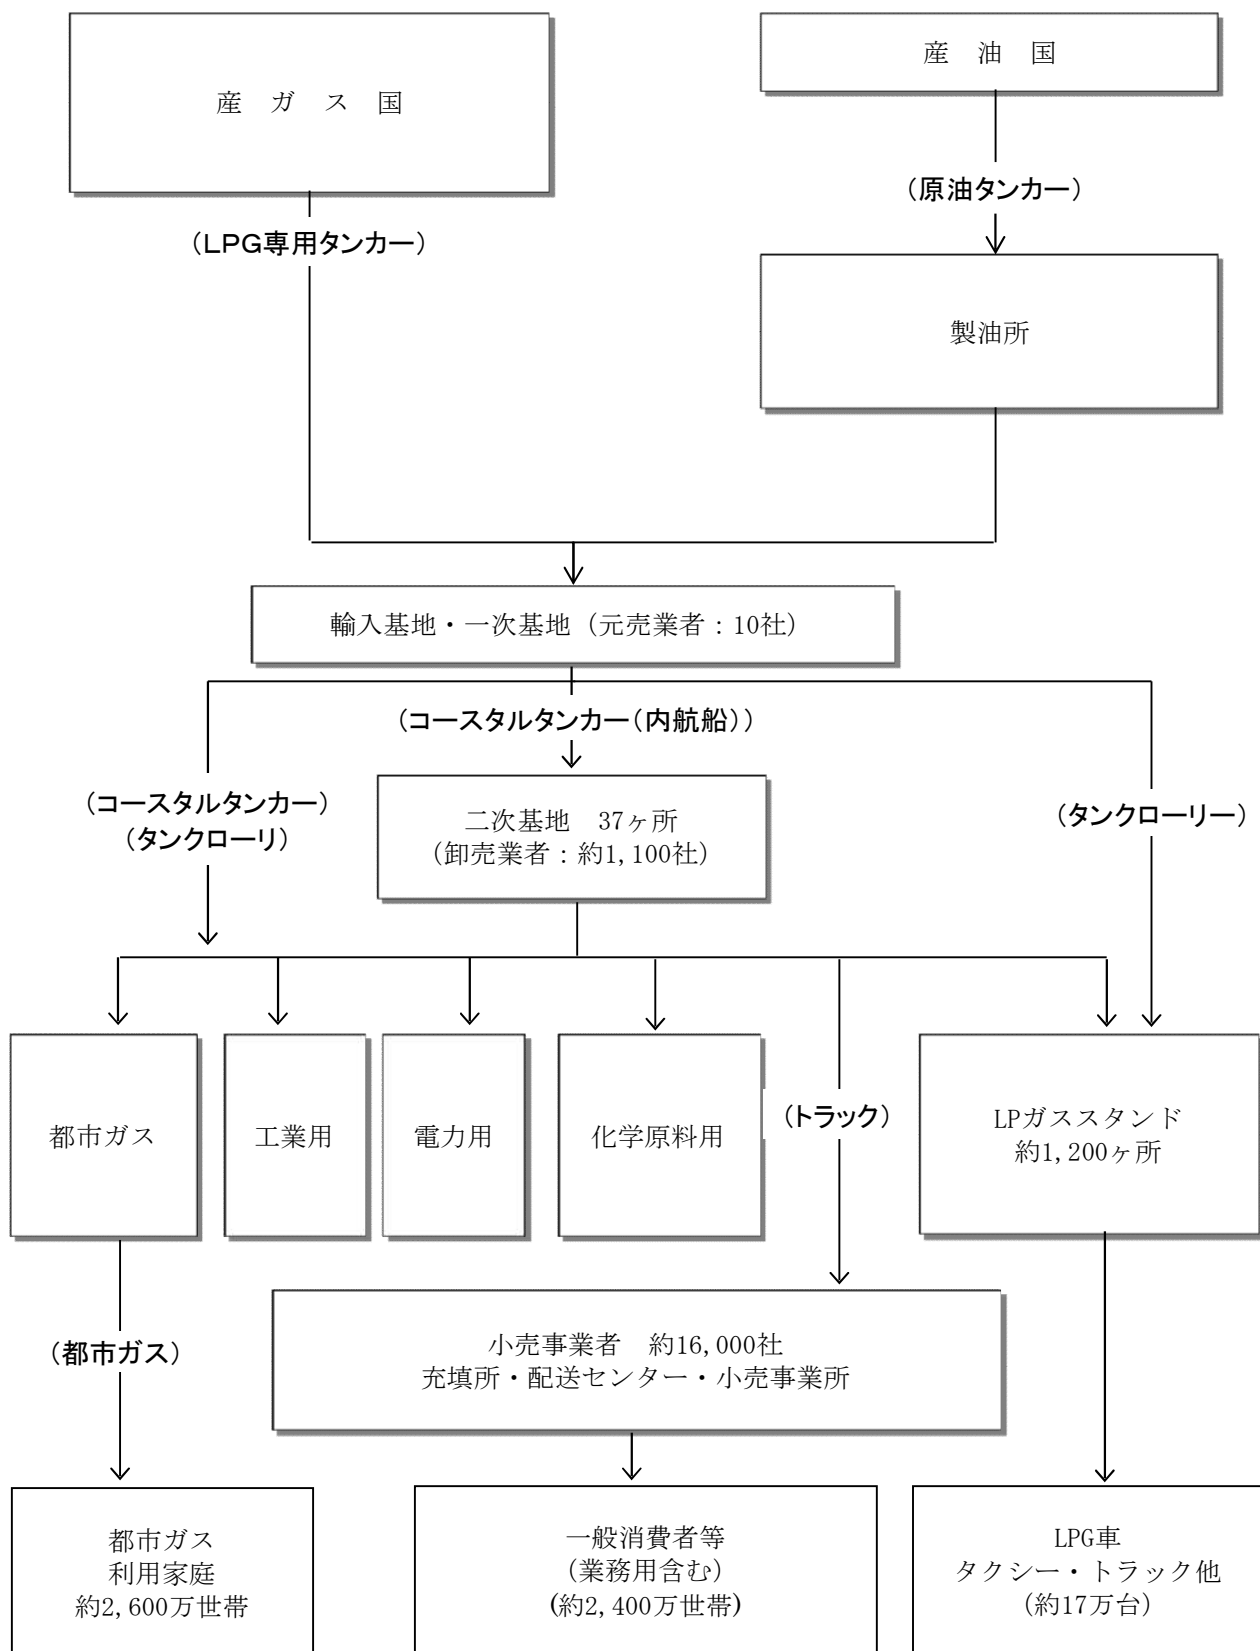 産 ガ ス 国
産 油 国
（原油タンカー）
（LPG専用タンカー）
製油所
輸入基地・一次基地（元売業者：10社）
（コースタルタンカー（内航船））
（コースタルタンカー）
（タンクローリ）
二次基地　37ヶ所
（卸売業者：約1,100社）
（タンクローリー）
都市ガス
工業用
電力用
化学原料用
（トラック）
LPガススタンド
約1,200ヶ所
（都市ガス）
小売事業者　約16,000社
充填所・配送センター・小売事業所
都市ガス
利用家庭
約2,600万世帯
一般消費者等
（業務用含む）
(約2,400万世帯)
LPG車
タクシー・トラック他
（約17万台）